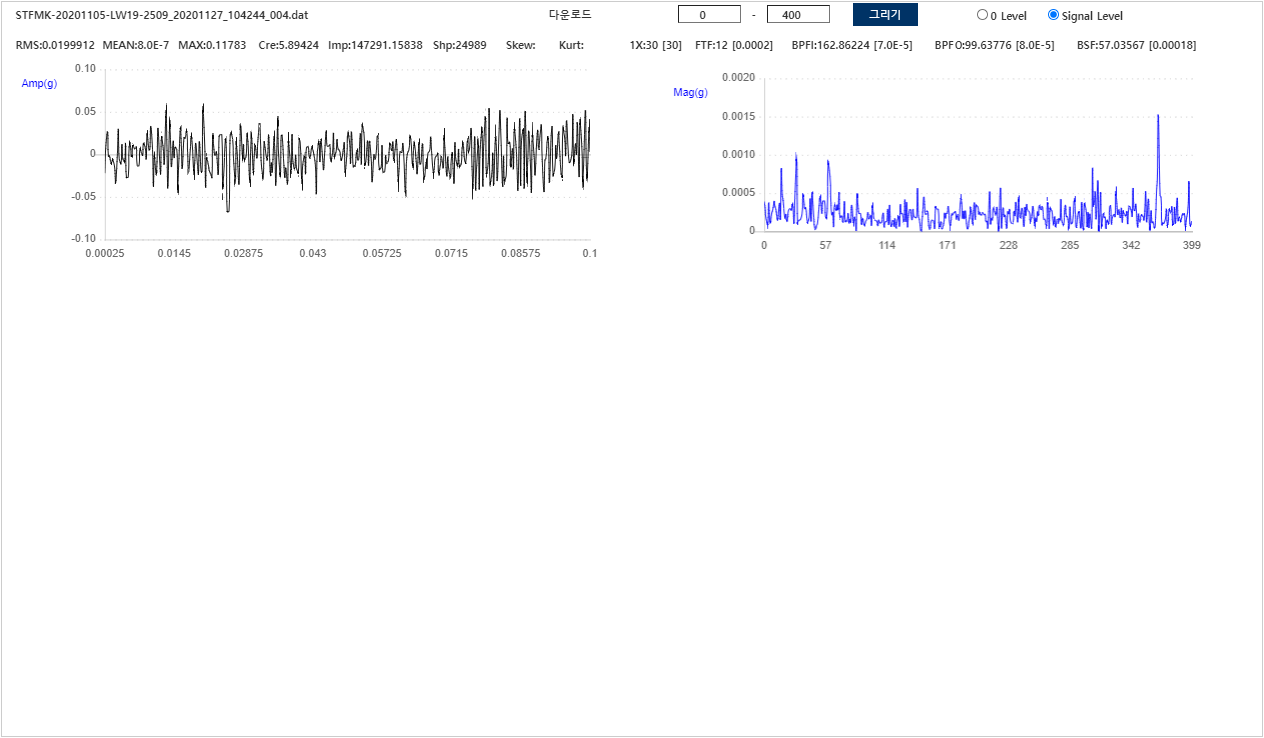 STFMK-20201105-LW19-2509_20201127_104244_004.dat 다운로드 0 - 400 그리기 0 Level Signal Level
RMS:0.0199912 MEAN:8.0E-7 MAX:0.11783 Cre:5.89424 Imp:147291.15838 Shp:24989 Skew: Kurt: 1X:30 [30] FTF:12 [0.0002] BPFI:162.86224 [7.0E-5] BPFO:99.63776 [8.0E-5] BSF:57.03567 [0.00018]
Amp(g)
0.10
0.05
0
-0.05
-0.10
0.00025 0.0145 0.02875 0.043 0.05725 0.0715 0.08575 0.1
Mag(g)
0.0020
0.0015
0.0010
0.0005
0
0 57 114 171 228 285 342 399